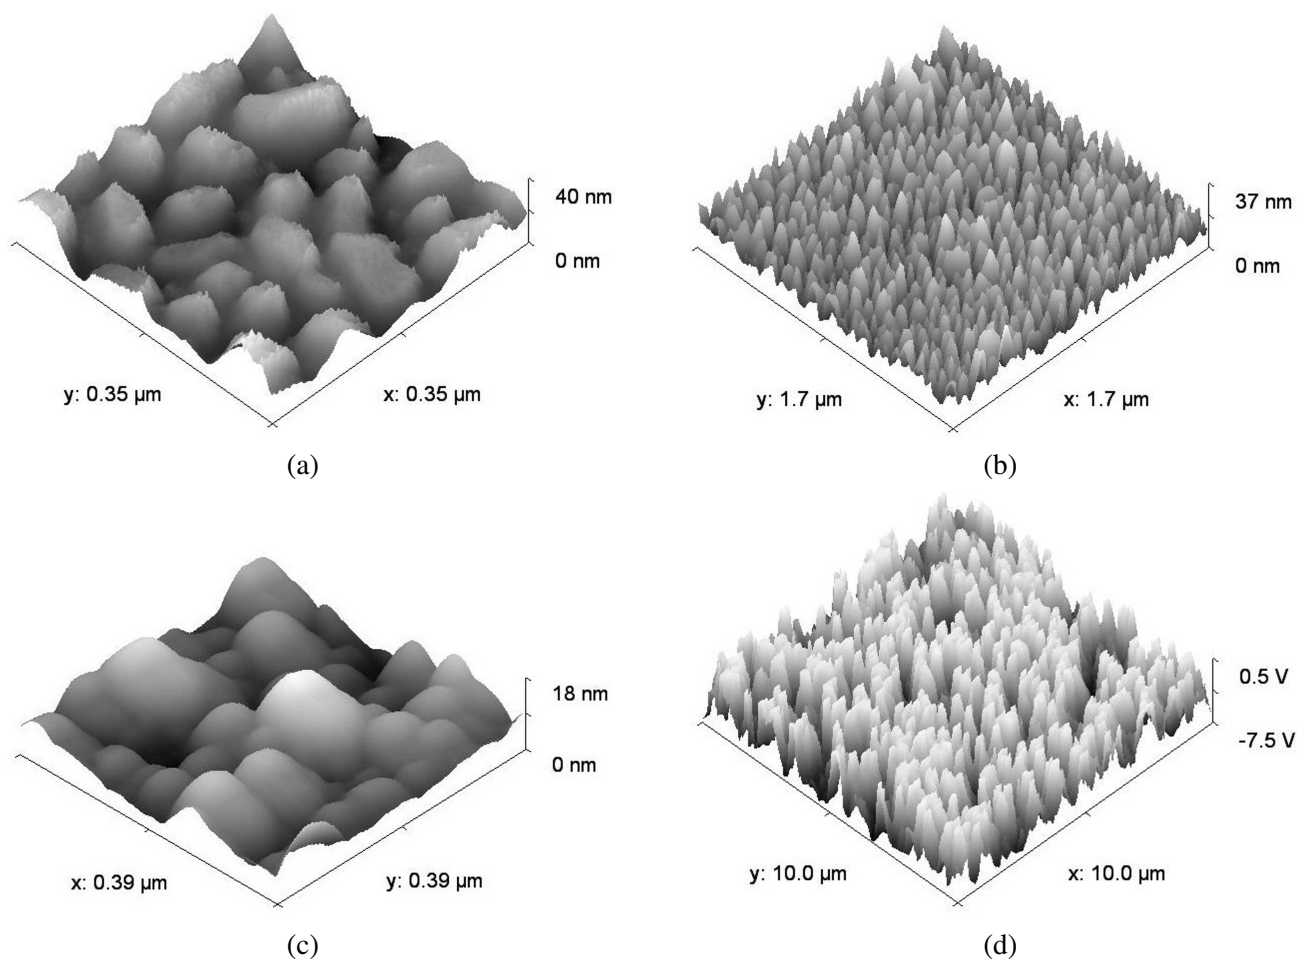 40 nm
0 nm
y: 0.35 µm
x: 0.35 µm
(a)
37 nm
0 nm
y: 1.7 µm
x: 1.7 µm
(b)
18 nm
0 nm
x: 0.39 µm
y: 0.39 µm
(c)
0.5 V
-7.5 V
y: 10.0 µm
x: 10.0 µm
(d)